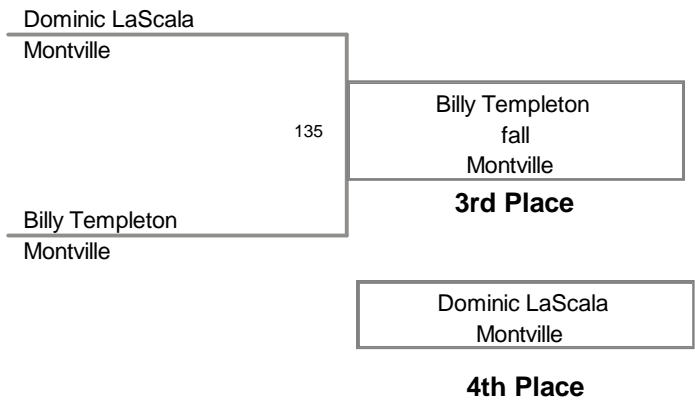 Dominic LaScala
Montville
Billy Templeton
fall
Montville
135
3rd Place
Billy Templeton
Montville
Dominic LaScala
Montville
4th Place